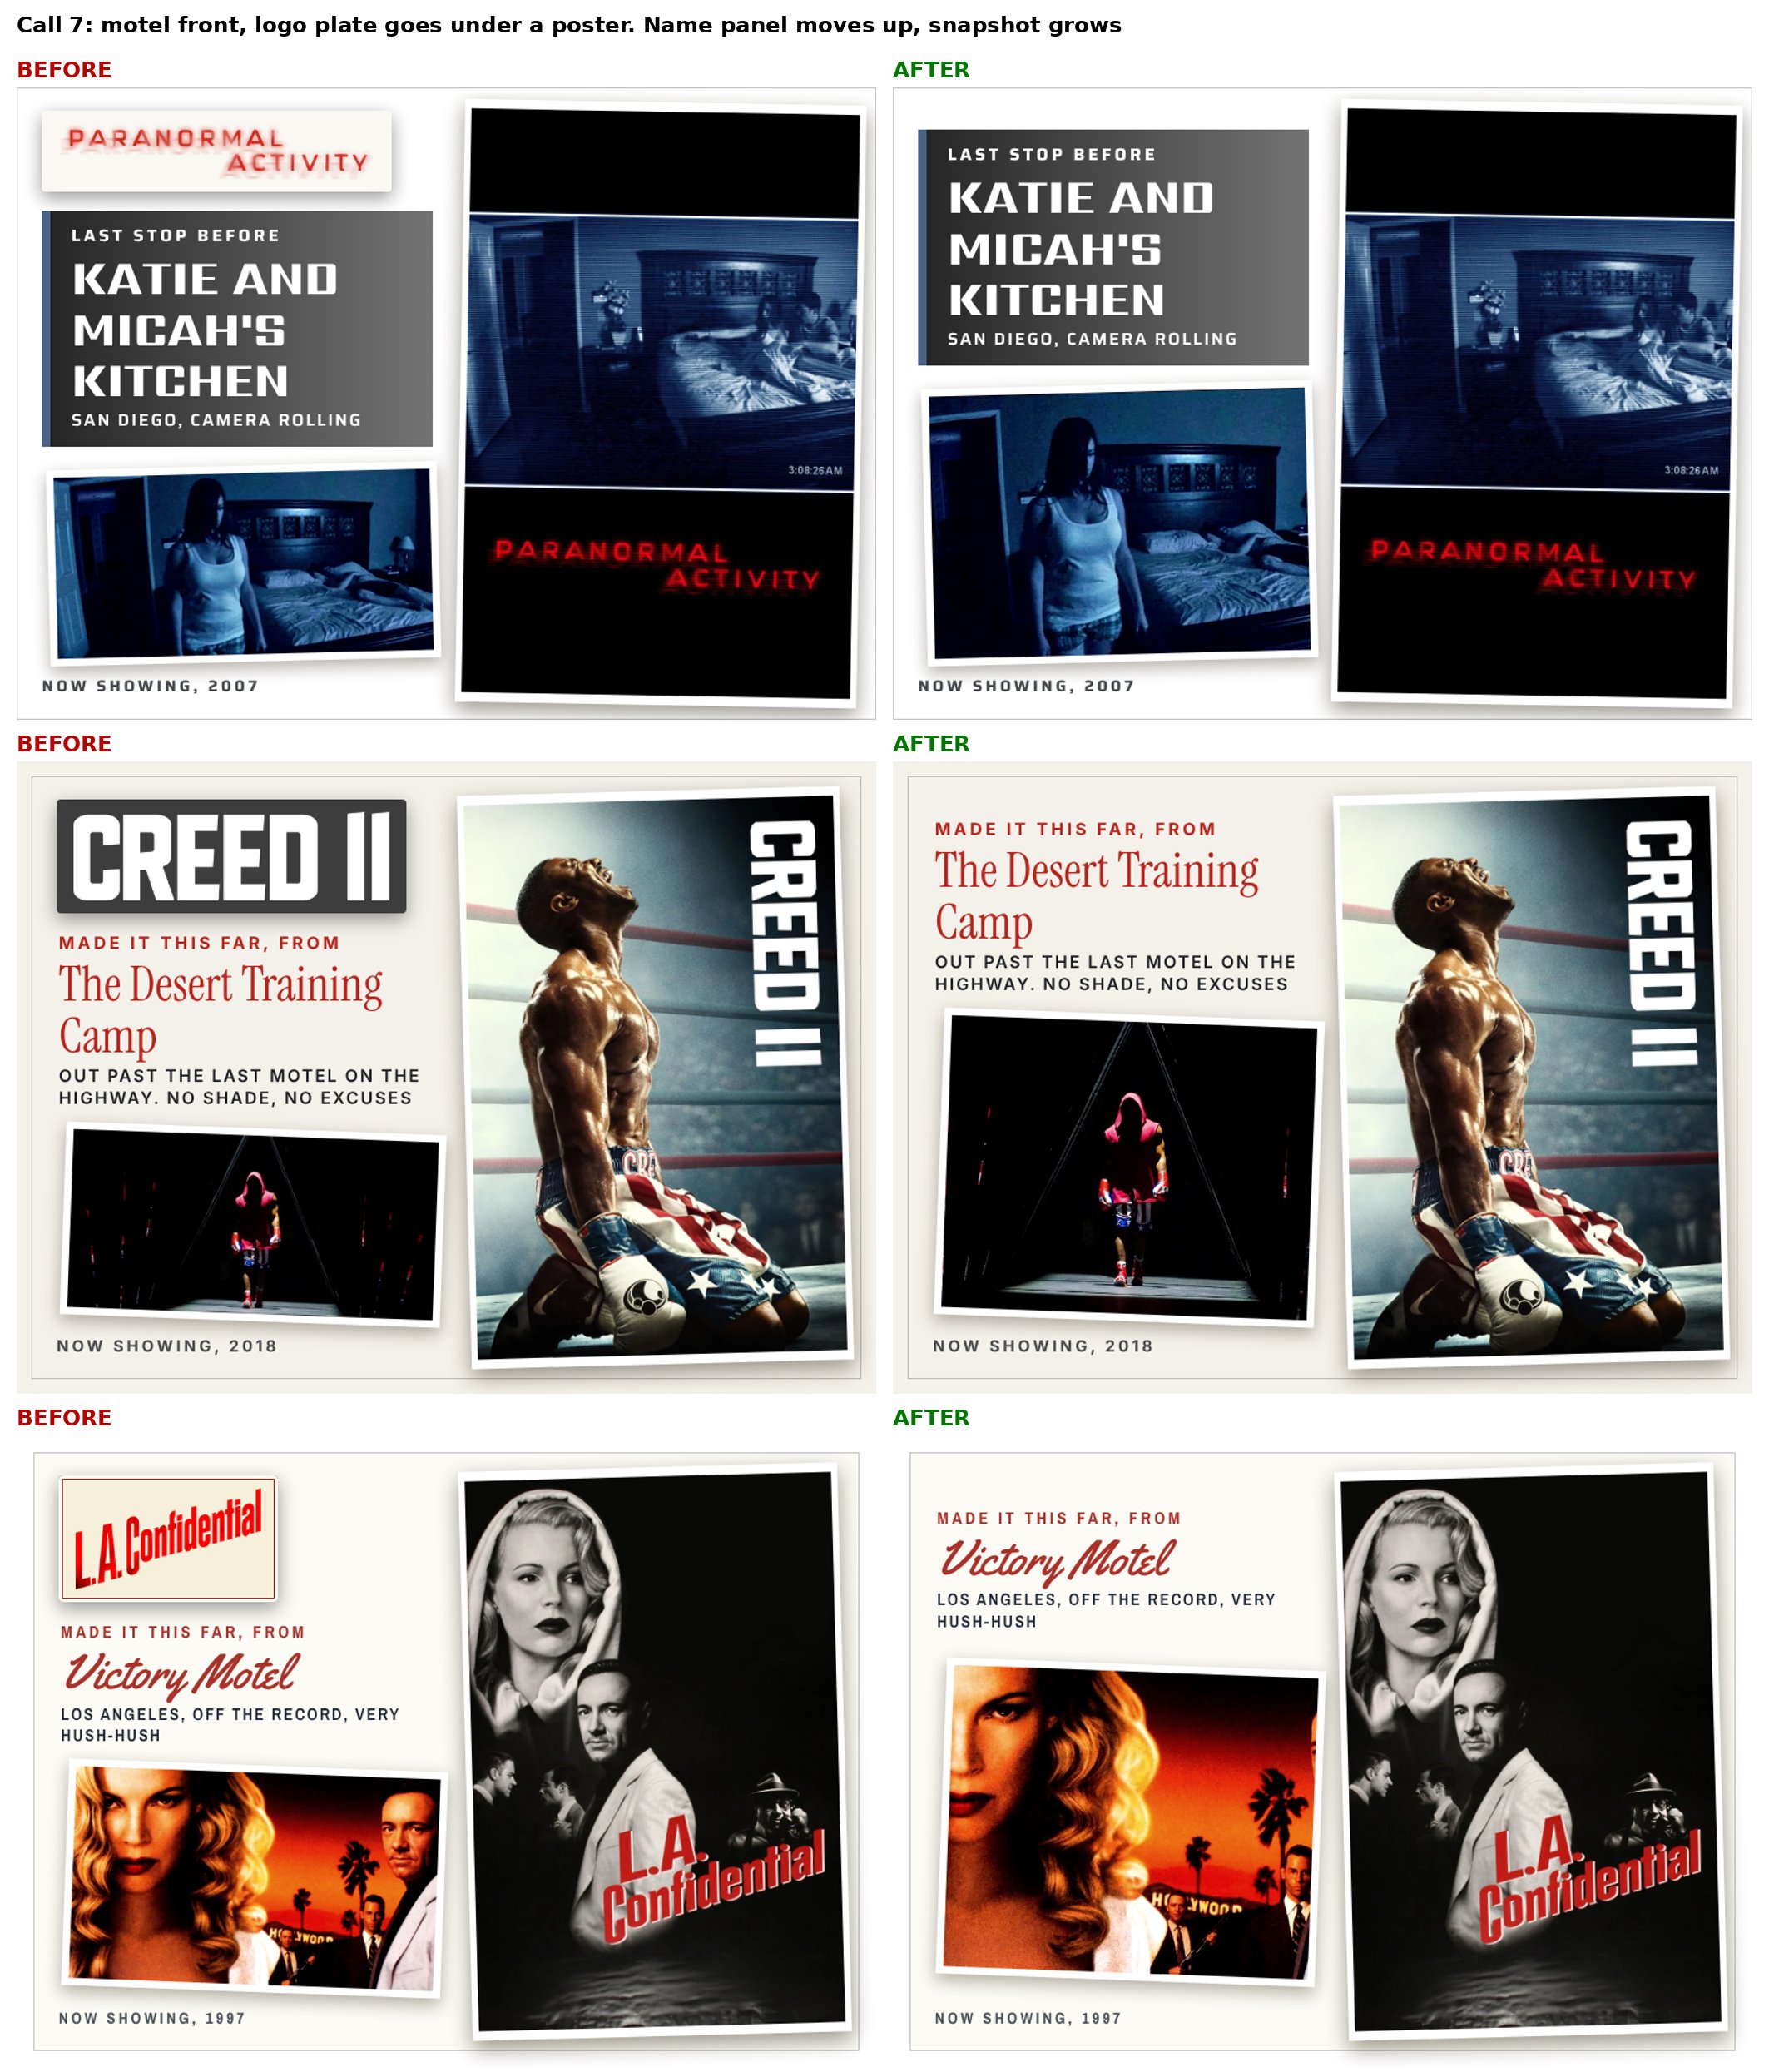 Call 7: motel front, logo plate goes under a poster. Name panel moves up, snapshot grows
BEFORE
AFTER
PARANORMAL
ACTIVITY
LAST STOP BEFORE
KATIE AND
MICAH'S
KITCHEN
SAN DIEGO, CAMERA ROLLING
NOW SHOWING, 2007
3:08:26AM
PARANORMAL
ACTIVITY
LAST STOP BEFORE
KATIE AND
MICAH'S
KITCHEN
SAN DIEGO, CAMERA ROLLING
NOW SHOWING, 2007
3:08:26AM
PARANORMAL
ACTIVITY
BEFORE
AFTER
CREED II
MADE IT THIS FAR, FROM
The Desert Training
Camp
OUT PAST THE LAST MOTEL ON THE
HIGHWAY. NO SHADE, NO EXCUSES
NOW SHOWING, 2018
CREED II
CRE
MADE IT THIS FAR, FROM
The Desert Training
Camp
OUT PAST THE LAST MOTEL ON THE
HIGHWAY. NO SHADE, NO EXCUSES
NOW SHOWING, 2018
CREED II
CRE
BEFORE
AFTER
L.A. Confidential
MADE IT THIS FAR, FROM
Victory Motel
LOS ANGELES, OFF THE RECORD, VERY
HUSH-HUSH
HOLLYWOOD
NOW SHOWING, 1997
L.A.
Confidential
MADE IT THIS FAR, FROM
Victory Motel
LOS ANGELES, OFF THE RECORD, VERY
HUSH-HUSH
HOLLYWOOD
NOW SHOWING, 1997
L.A.
Confidential